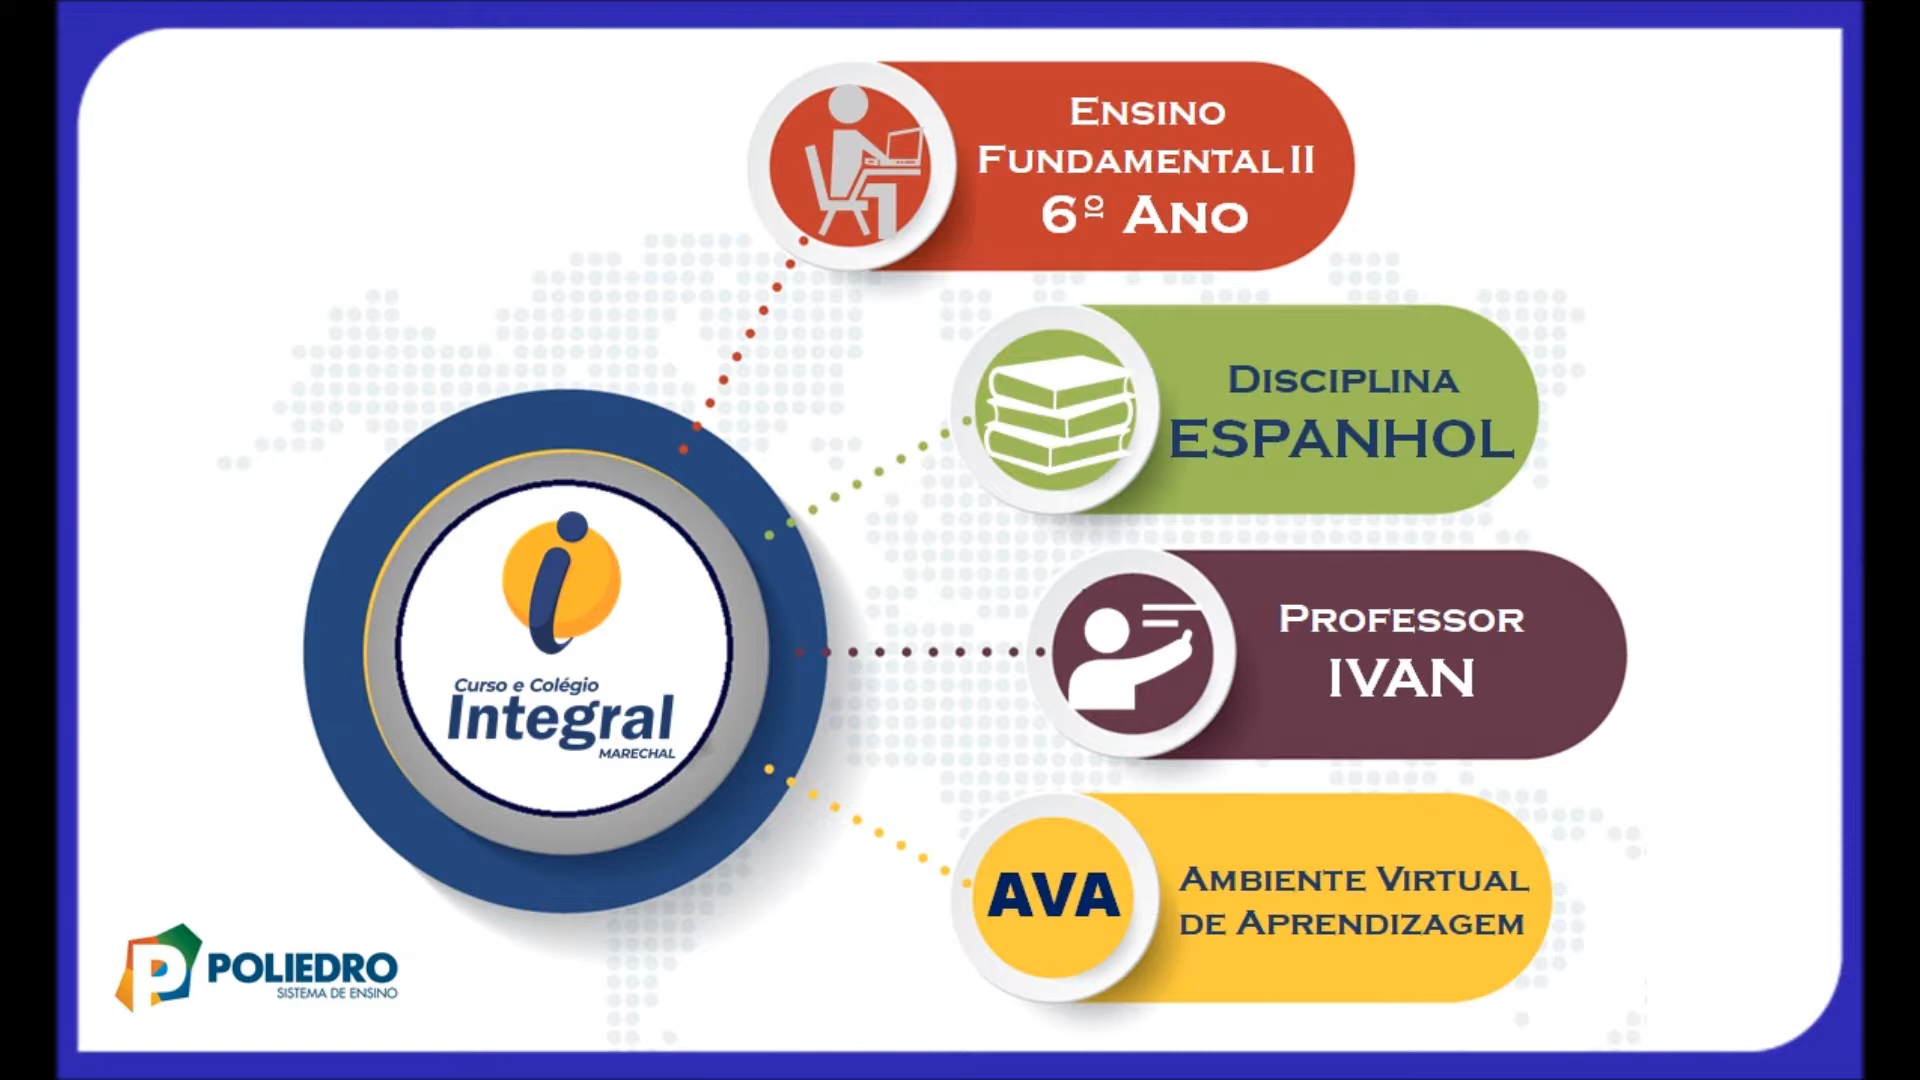 Ensino
Fundamental II
6º Ano
Disciplina
ESPANHOL
Professor
IVAN
AVA
Ambiente Virtual
de Aprendizagem
i
Curso e Colégio
Integral
MARECHAL
P
POLIEDRO
SISTEMA DE ENSINO